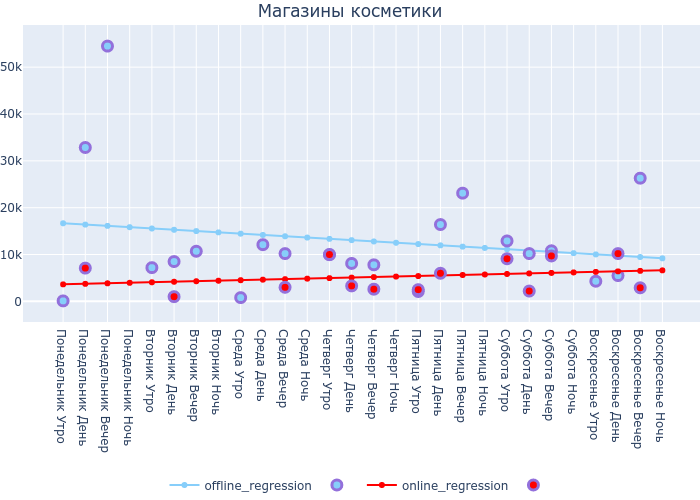 Магазины косметики
50k
40k
30k
20k
10k
0
Понедельник Утро
Понедельник День
Понедельник Вечер
Понедельник Ночь
Вторник Утро
Вторник День
Вторник Вечер
Вторник Ночь
Среда Утро
Среда День
Среда Вечер
Среда Ночь
Четверг Утро
Четверг День
Четверг Вечер
Четверг Ночь
Пятница Утро
Пятница День
Пятница Вечер
Пятница Ночь
Суббота Утро
Суббота День
Суббота Вечер
Суббота Ночь
Воскресенье Утро
Воскресенье День
Воскресенье Вечер
Воскресенье Ночь
offline_regression
online_regression